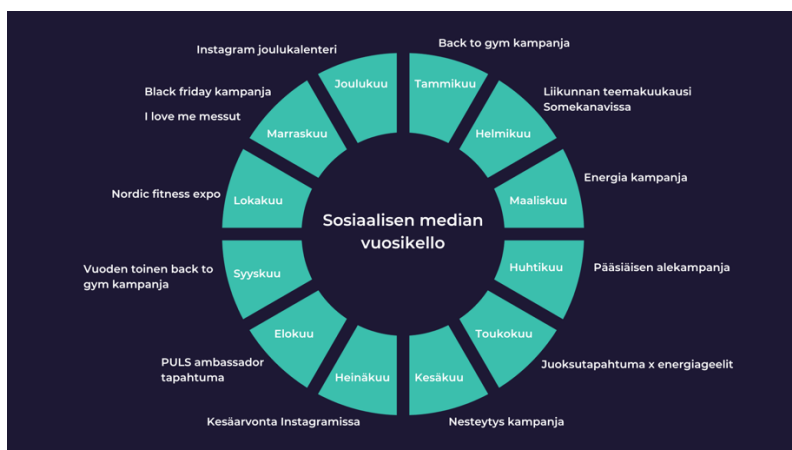 Sosiaalisen median
vuosikello
Tammikuu
Back to gym kampanja
Helmikuu
Liikunnan teemakuukausi
Somekanavissa
Maaliskuu
Energia kampanja
Huhtikuu
Pääsiäisen alekampanja
Toukokuu
Juoksutapahtuma x energiageelit
Kesäkuu
Nesteytys kampanja
Heinäkuu
Kesäarvonta Instagramissa
Elokuu
PULS ambassador
tapahtuma
Syyskuu
Vuoden toinen back to
gym kampanja
Lokakuu
Nordic fitness expo
Marraskuu
Black friday kampanja
I love me messut
Joulukuu
Instagram joulukalenteri